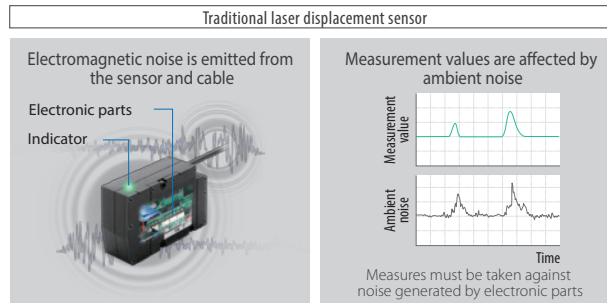 Traditional laser displacement sensor
Electromagnetic noise is emitted from
the sensor and cable
Electronic parts
Indicator
Measurement values are affected by
ambient noise
Measurement
value
Ambient
noise
Time
Measures must be taken against
noise generated by electronic parts